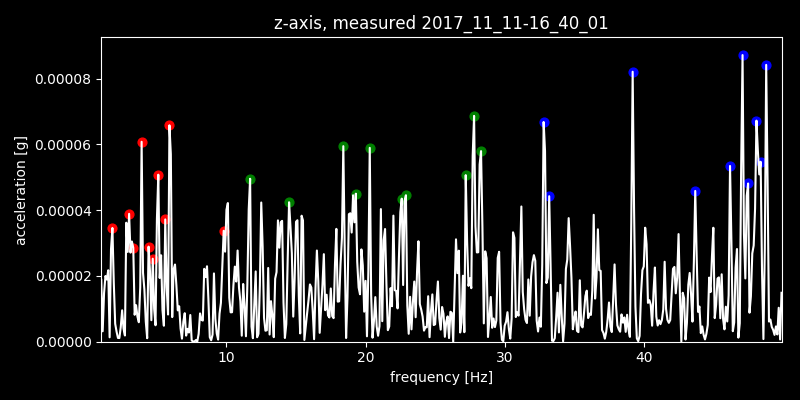 z-axis, measured 2017_11_11-16_40_01
0.00008
0.00006
0.00004
0.00002
0.00000
acceleration [g]
10 20 30 40
frequency [Hz]